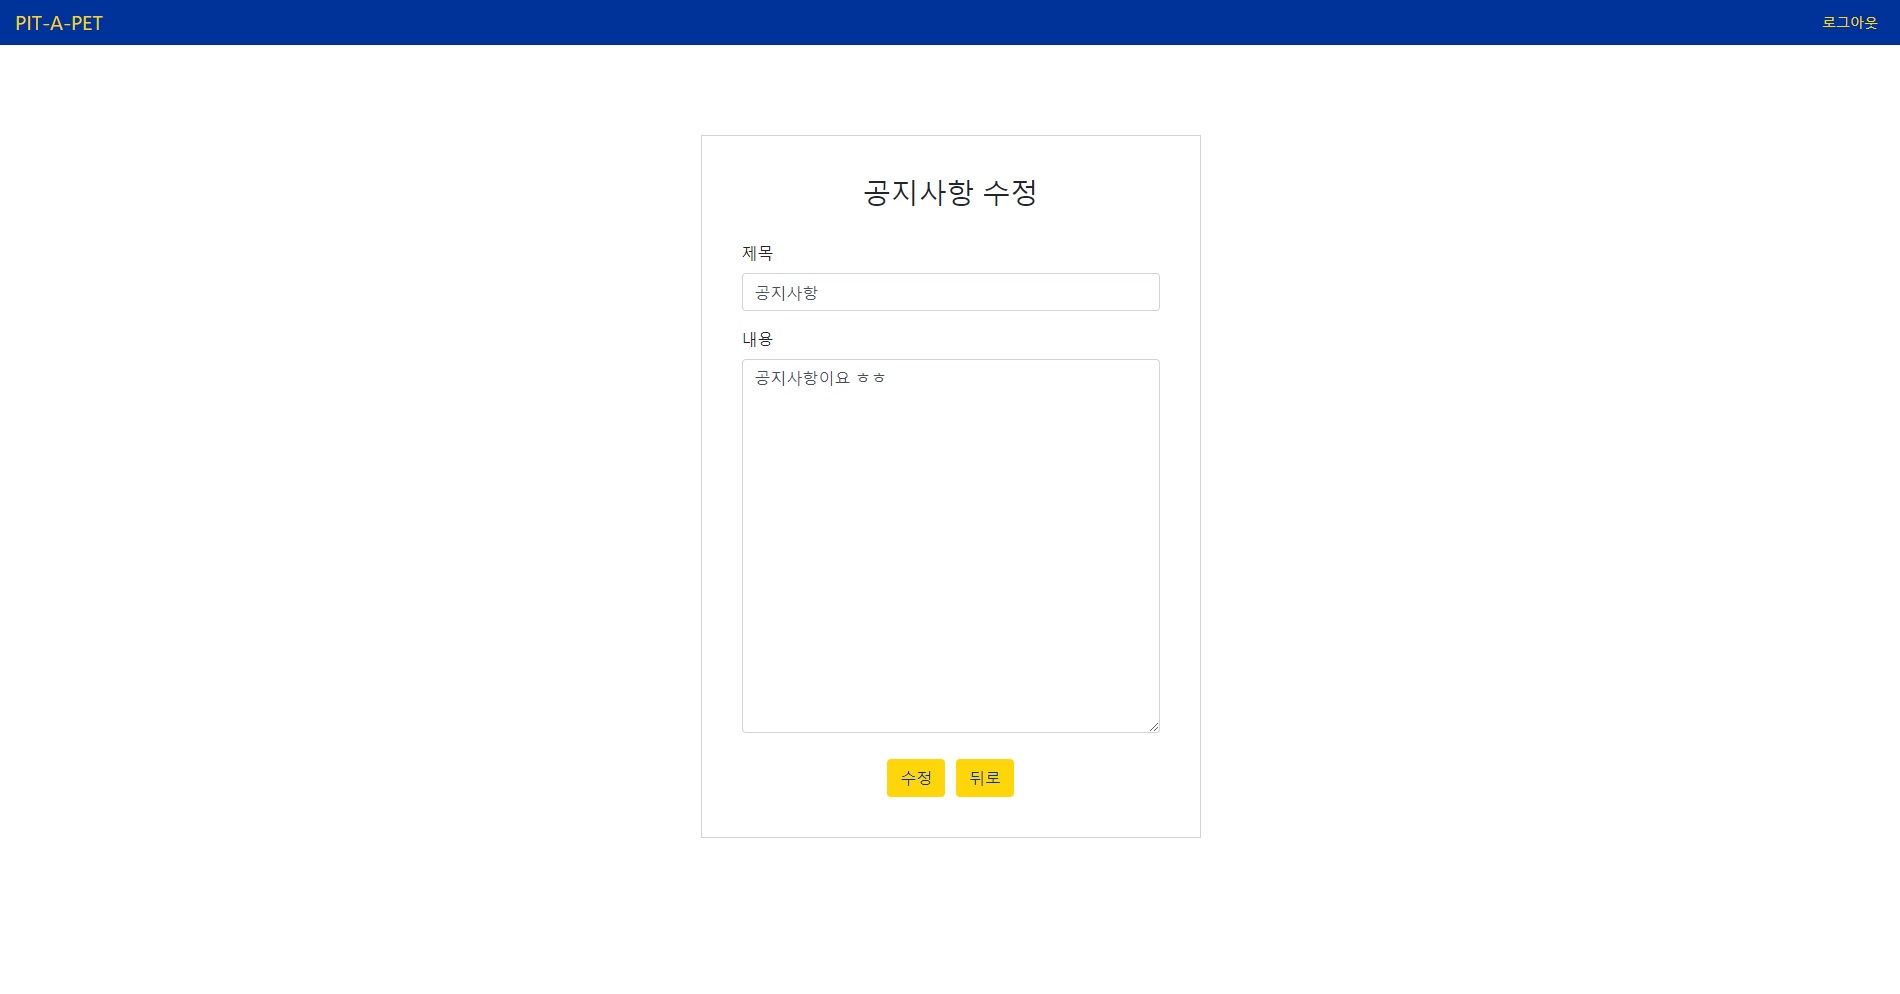 PIT-A-PET
로그아웃
공지사항 수정
제목
공지사항
내용
공지사항이요 ㅎㅎ
수정 뒤로